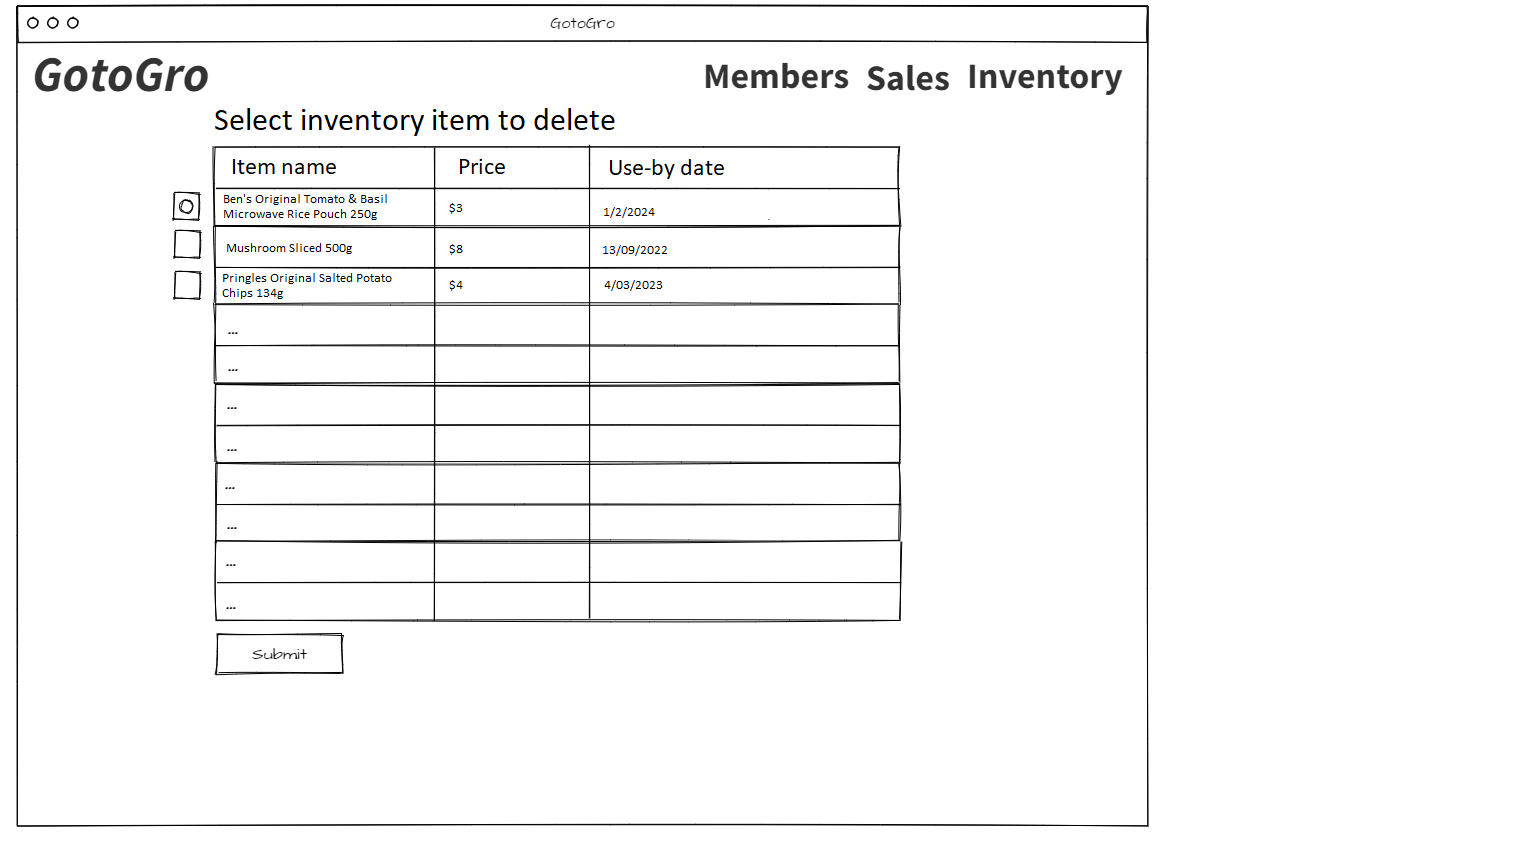 GotoGro
GotoGro
Members Sales Inventory
Select inventory item to delete
Item name Price Use-by date
Ben's Original Tomato & Basil
Microwave Rice Pouch 250g
$3
1/2/2024
Mushroom Sliced 500g $8 13/09/2022
Pringles Original Salted Potato
Chips 134g
$4 4/03/2023
...
...
...
...
...
...
...
...
Submit